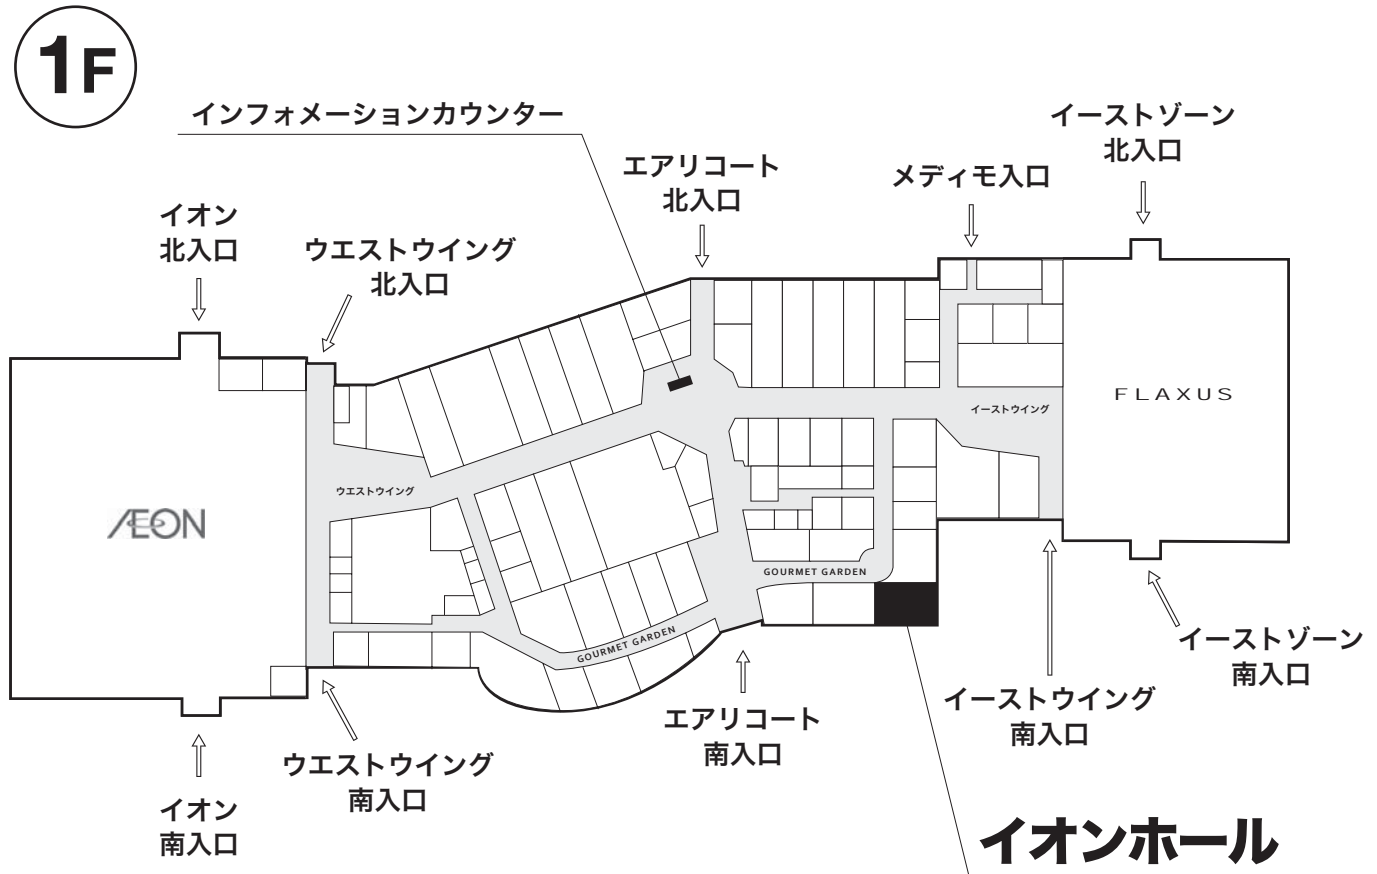 1F
インフォメーションカウンター
イーストゾーン
北入口
エアリコート
北入口
メディモ入口
イオン
北入口
ウエストウイング
北入口
FLAXUS
イーストウイング
ウエストウイング
ÆON
GOURMET GARDEN
GOURMET GARDEN
イーストゾーン
南入口
イーストウイング
南入口
エアリコート
南入口
ウエストウイング
南入口
イオン
南入口
イオンホール